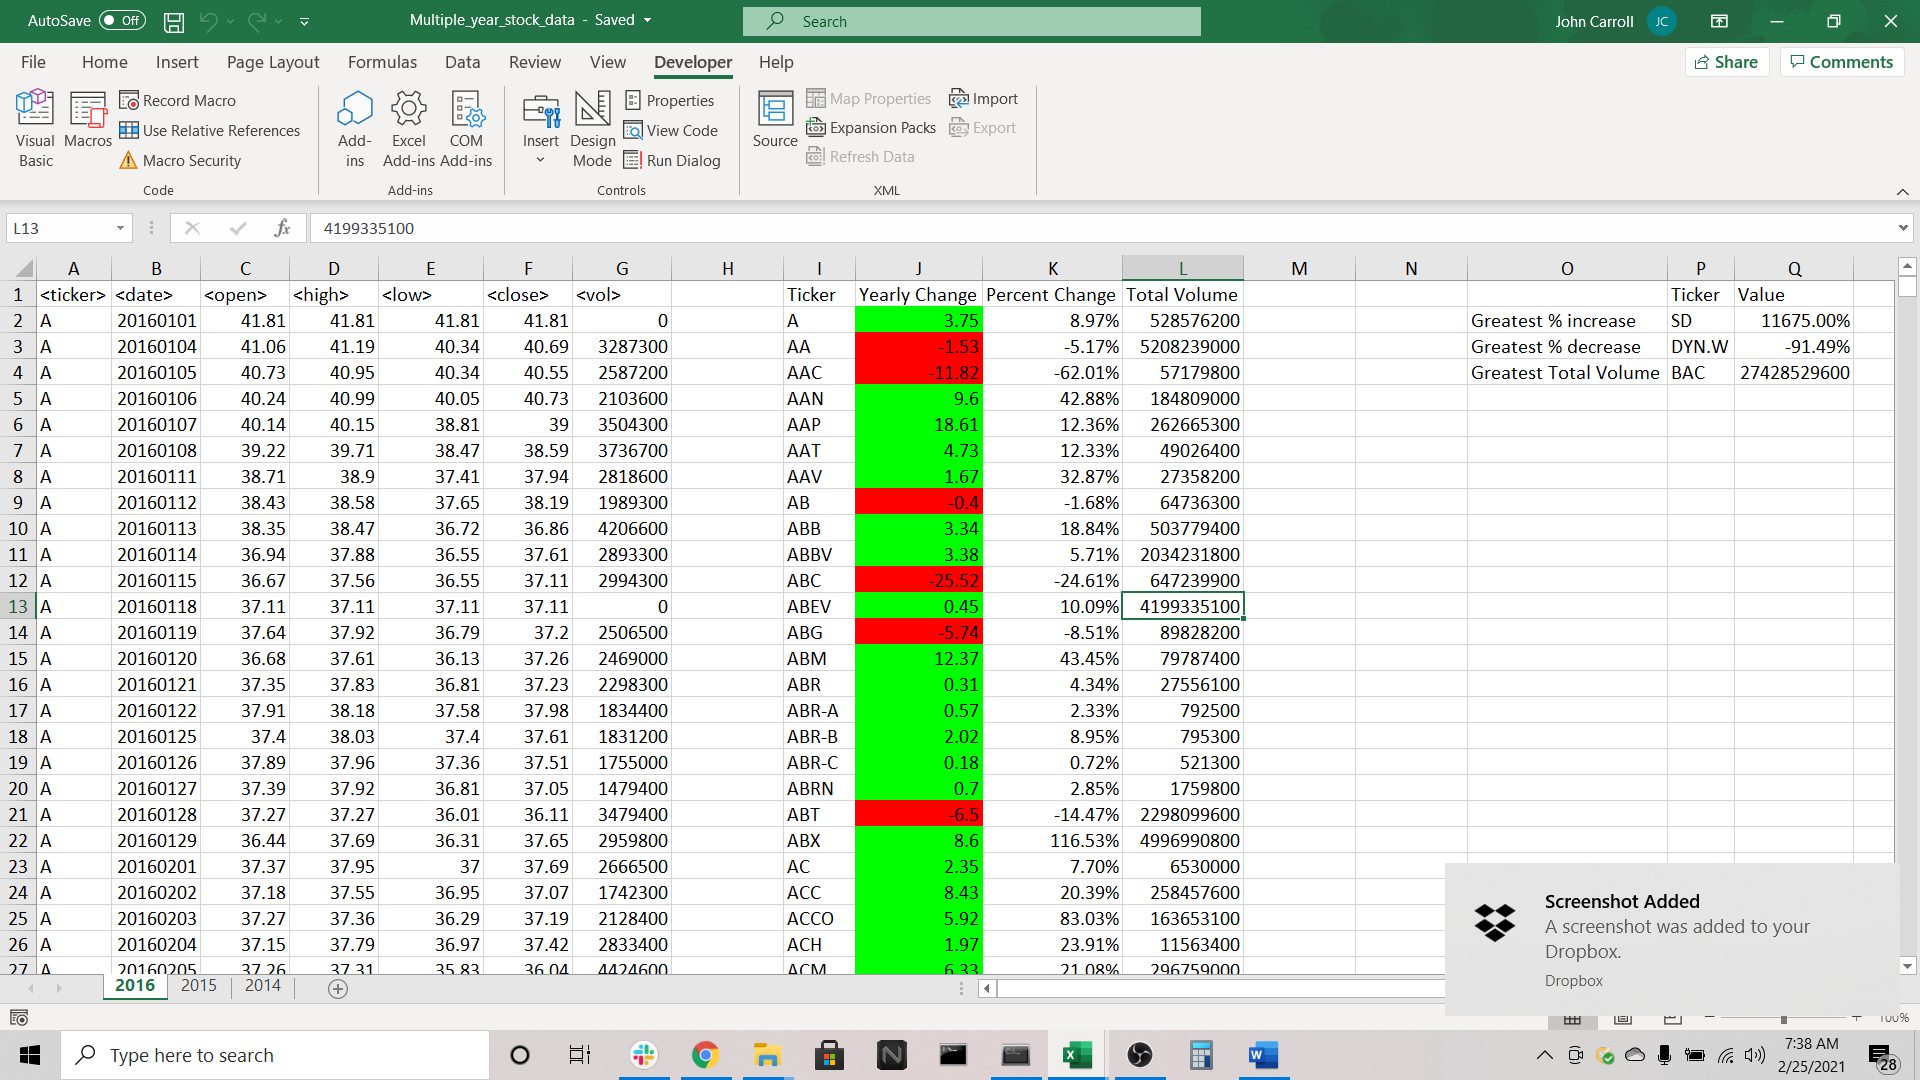 AutoSave Off Multiple_year_stock_data - Saved Search John Carroll JC
File Home Insert Page Layout Formulas Data Review View Developer Help Share Comments
Visual Basic Macros Record Macro Use Relative References Macro Security Code
Add-ins Excel Add-ins COM Add-ins Add-ins
Insert Design Mode Properties View Code Run Dialog Controls
Source Map Properties Expansion Packs Refresh Data Import Export XML
L13 fx 4199335100
A B C D E F G H I J K L M N O P Q
1 <ticker> <date> <open> <high> <low> <close> <vol> Ticker Yearly Change Percent Change Total Volume Ticker Value
2 A 20160101 41.81 41.81 41.81 41.81 0 A 3.75 8.97% 528576200 Greatest % increase SD 11675.00%
3 A 20160104 41.06 41.19 40.34 40.69 3287300 AA -1.53 -5.17% 5208239000 Greatest % decrease DYN.W -91.49%
4 A 20160105 40.73 40.95 40.34 40.55 2587200 AAC -11.82 -62.01% 57179800 Greatest Total Volume BAC 27428529600
5 A 20160106 40.24 40.99 40.05 40.73 2103600 AAN 9.6 42.88% 184809000
6 A 20160107 40.14 40.15 38.81 39 3504300 AAP 18.61 12.36% 262665300
7 A 20160108 39.22 39.71 38.47 38.59 3736700 AAT 4.73 12.33% 49026400
8 A 20160111 38.71 38.9 37.41 37.94 2818600 AAV 1.67 32.87% 27358200
9 A 20160112 38.43 38.58 37.65 38.19 1989300 AB -0.4 -1.68% 64736300
10 A 20160113 38.35 38.47 36.72 36.86 4206600 ABB 3.34 18.84% 503779400
11 A 20160114 36.94 37.88 36.55 37.61 2893300 ABBV 3.38 5.71% 2034231800
12 A 20160115 36.67 37.56 36.55 37.11 2994300 ABC -25.52 -24.61% 647239900
13 A 20160118 37.11 37.11 37.11 37.11 0 ABEV 0.45 10.09% 4199335100
14 A 20160119 37.64 37.92 36.79 37.2 2506500 ABG -5.74 -8.51% 89828200
15 A 20160120 36.68 37.61 36.13 37.26 2469000 ABM 12.37 43.45% 79787400
16 A 20160121 37.35 37.83 36.81 37.23 2298300 ABR 0.31 4.34% 27556100
17 A 20160122 37.91 38.18 37.58 37.98 1834400 ABR-A 0.57 2.33% 792500
18 A 20160125 37.4 38.03 37.4 37.61 1831200 ABR-B 2.02 8.95% 795300
19 A 20160126 37.89 37.96 37.36 37.51 1755000 ABR-C 0.18 0.72% 521300
20 A 20160127 37.39 37.92 36.81 37.05 1479400 ABRN 0.7 2.85% 1759800
21 A 20160128 37.27 37.27 36.01 36.11 3479400 ABT -6.5 -14.47% 2298099600
22 A 20160129 36.44 37.69 36.31 37.65 2959800 ABX 8.6 116.53% 4996990800
23 A 20160201 37.37 37.95 37 37.69 2666500 AC 2.35 7.70% 6530000
24 A 20160202 37.18 37.55 36.95 37.07 1742300 ACC 8.43 20.39% 258457600
25 A 20160203 37.27 37.36 36.29 37.19 2128400 ACCO 5.92 83.03% 163653100
26 A 20160204 37.15 37.79 36.97 37.42 2833400 ACH 1.97 23.91% 11563400
27 A 20160205 37.26 37.31 35.83 36.04 4424600 ACM 6.33 21.08% 296759000
Screenshot Added
A screenshot was added to your
Dropbox.
Dropbox
2016 2015 2014
100%
Type here to search
7:38 AM
2/25/2021
28